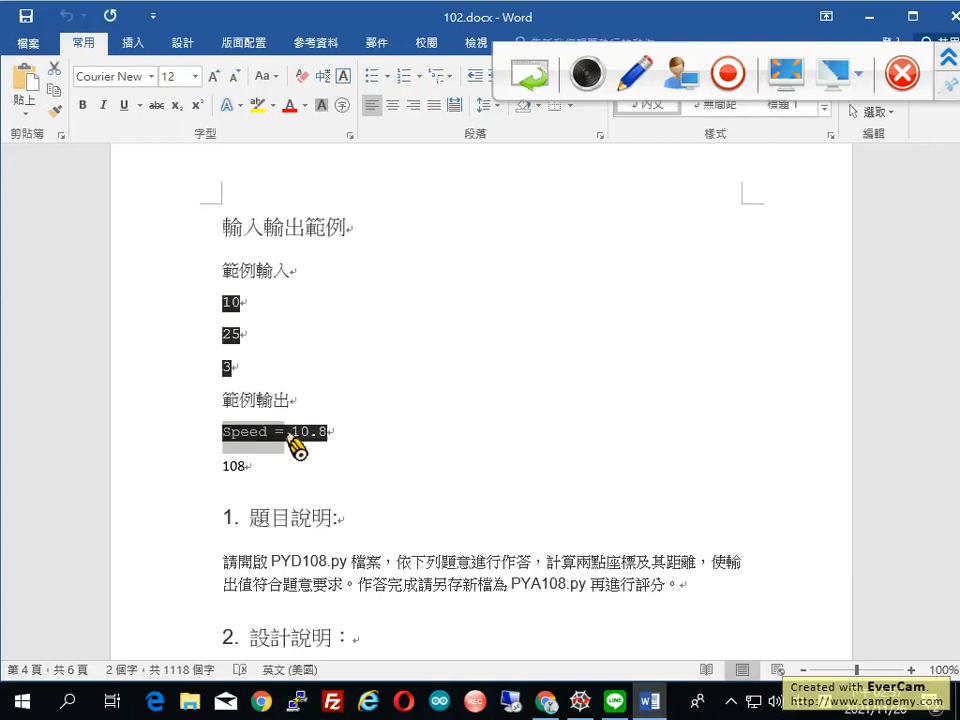 102.docx - Word
檔案 常用 插入 設計 版面配置 參考資料 郵件 校閱 檢視
貼上 Courier New 12
選取
剪貼簿 字型 段落 樣式 編輯
輸入輸出範例
範例輸入
10
25
3
範例輸出
Speed = 10.8
108
1. 題目說明:
請開啟 PYD108.py 檔案，依下列題意進行作答，計算兩點座標及其距離，使輸
出值符合題意要求。作答完成請另存新檔為 PYA108.py 再進行評分。
2. 設計說明：
第 4 頁，共 6 頁 2 個字，共 1118 個字 英文 (美國) 100%
Created with EverCam.
http://www.camdemy.com